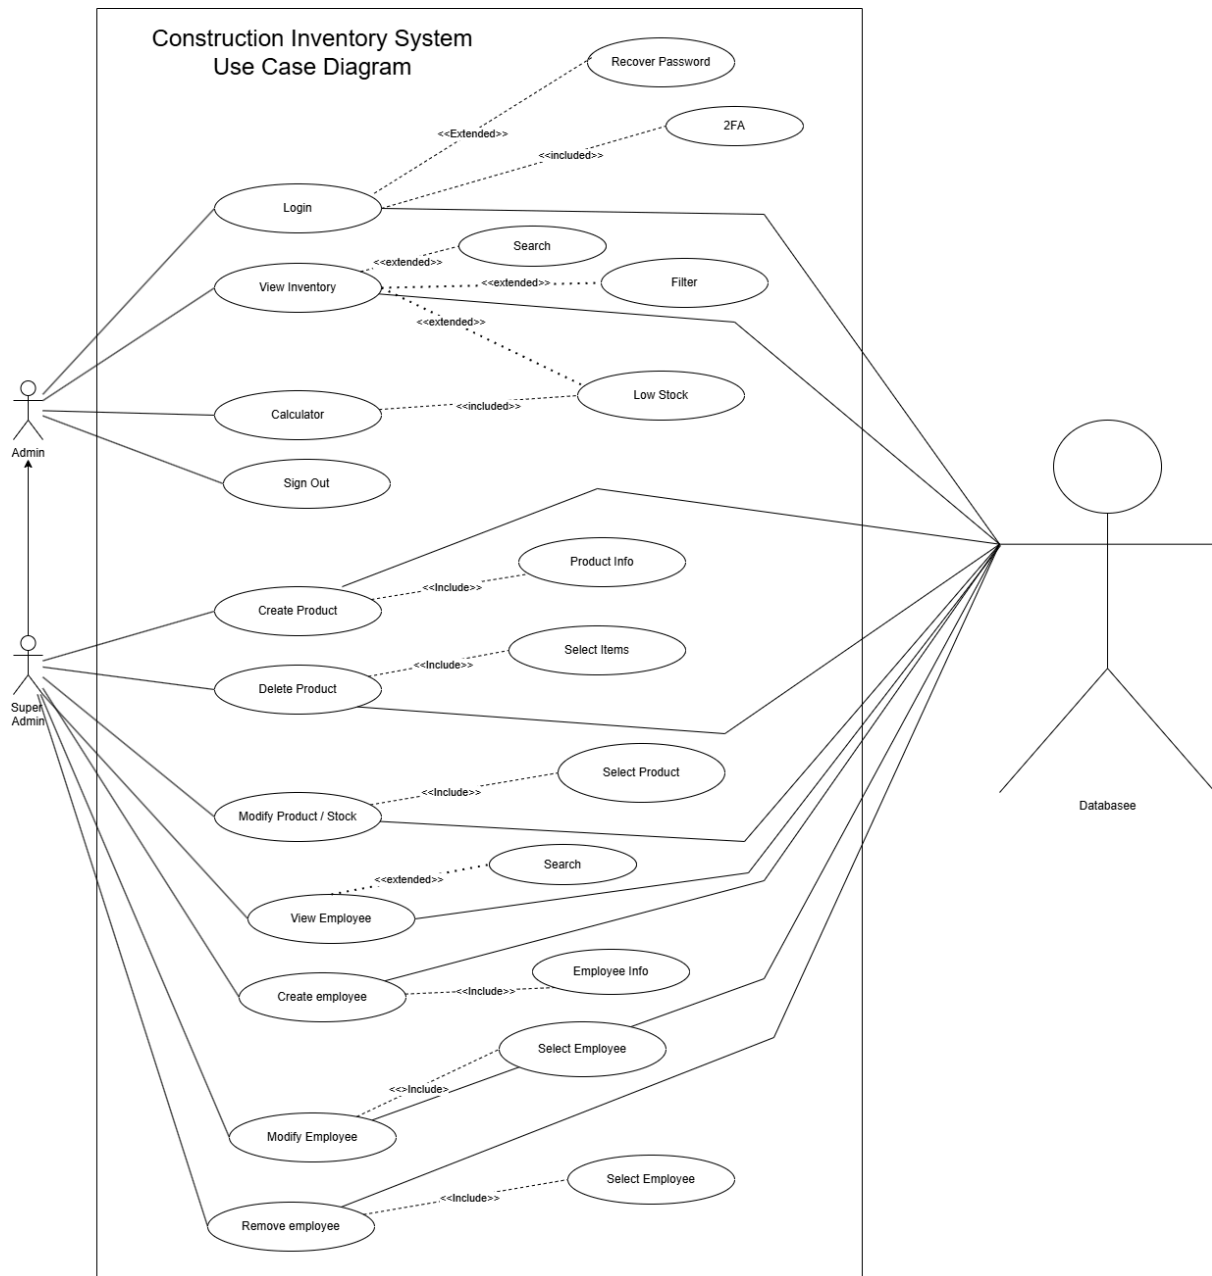 Construction Inventory System
Use Case Diagram
Recover Password
<<Extended>>
2FA
<<included>>
Login
Search
<<extended>>
View Inventory
<<extended>>
Filter
<<extended>>
Low Stock
Calculator
<<included>>
Admin
Sign Out
Product Info
<<Include>>
Create Product
Select Items
<<Include>>
Delete Product
Super
Admin
Select Product
<<Include>>
Modify Product / Stock
Databasee
Search
<<extended>>
View Employee
Employee Info
<<Include>>
Create employee
Select Employee
<<>Include>
Modify Employee
Select Employee
<<Include>>
Remove employee